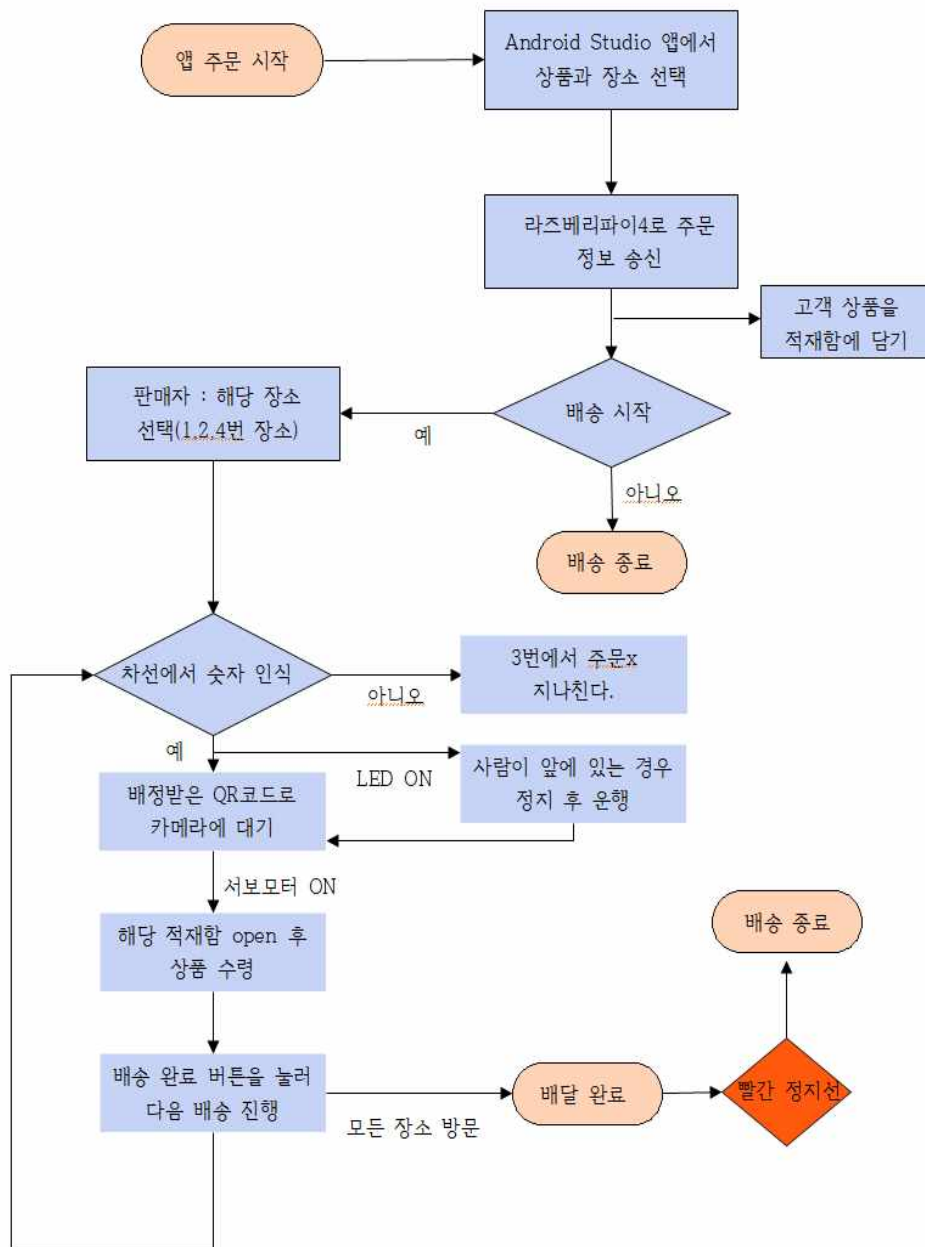 앱 주문 시작
Android Studio 앱에서
상품과 장소 선택
라즈베리파이4로 주문
정보 송신
고객 상품을
적재함에 담기
배송 시작
예
판매자 : 해당 장소
선택(1,2,4번 장소)
아니오
배송 종료
차선에서 숫자 인식
아니오
3번에서 주문x
지나친다.
예
LED ON
사람이 앞에 있는 경우
정지 후 운행
배정받은 QR코드로
카메라에 대기
서보모터 ON
해당 적재함 open 후
상품 수령
배송 종료
배송 완료 버튼을 눌러
다음 배송 진행
모든 장소 방문
배달 완료
빨간 정지선